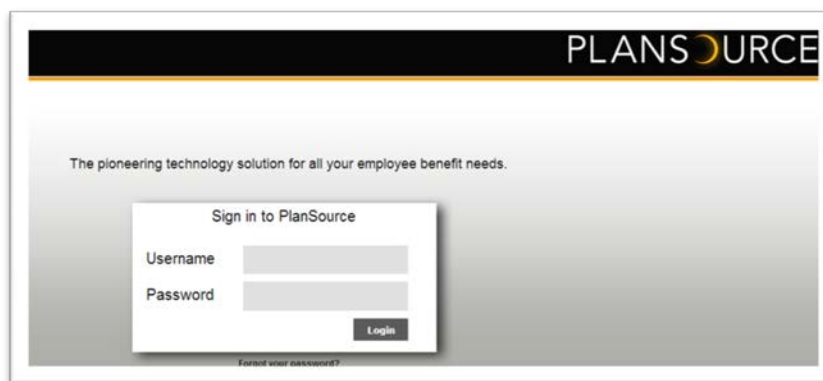 PLANSOURCE
The pioneering technology solution for all your employee benefit needs.
Sign in to PlanSource
Username
Password
Login
Forgot your password?